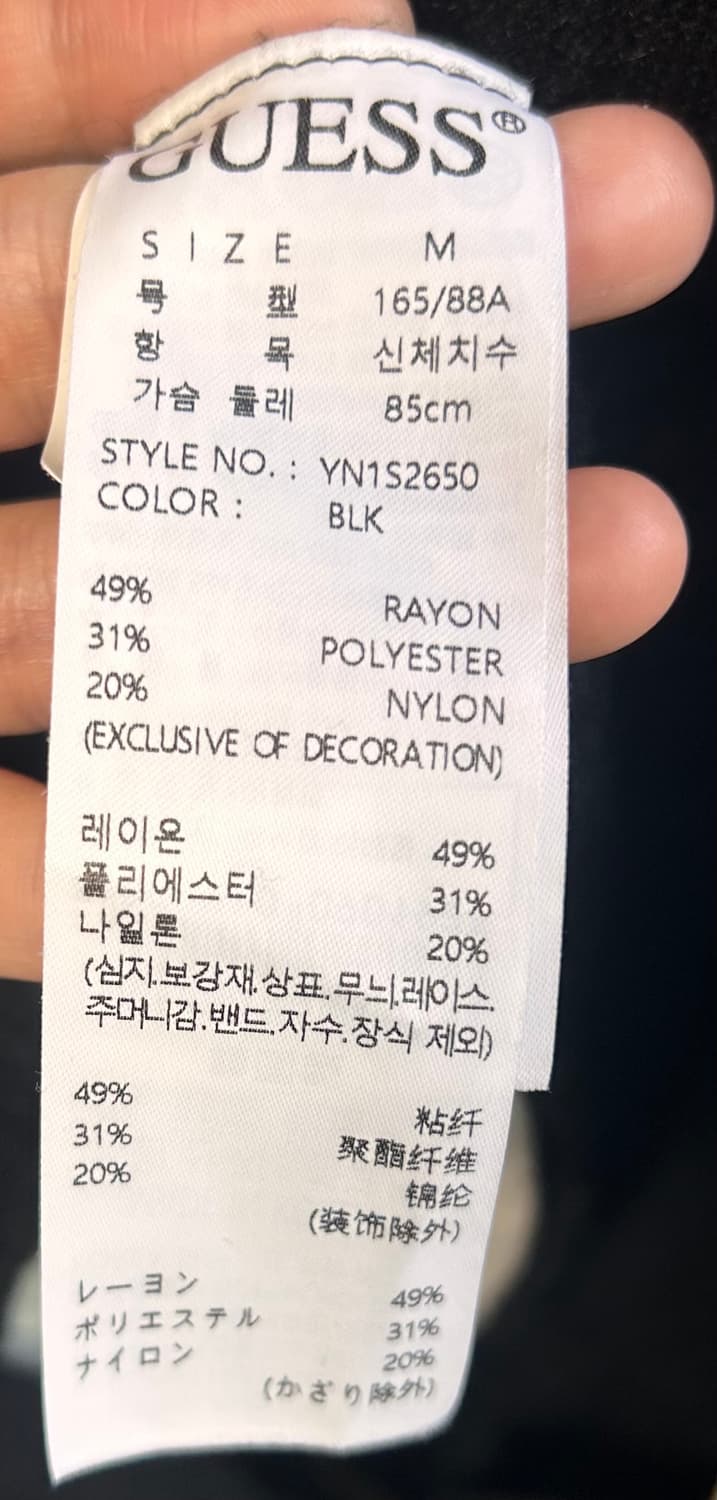 GUESS®
SIZE M
号型 165/88A
항목 신체치수
가슴 둘레 85cm
STYLE NO. : YN1S2650
COLOR : BLK
49% RAYON
31% POLYESTER
20% NYLON
(EXCLUSIVE OF DECORATION)
레이온 49%
폴리에스터 31%
나일론 20%
(심지.보강재.상표.무늬.레이스.
주머니감.밴드.자수.장식 제외)
49% 粘纤
31% 聚酯纤维
20% 锦纶
(装饰除外)
レーヨン 49%
ポリエステル 31%
ナイロン 20%
(かざり除外)